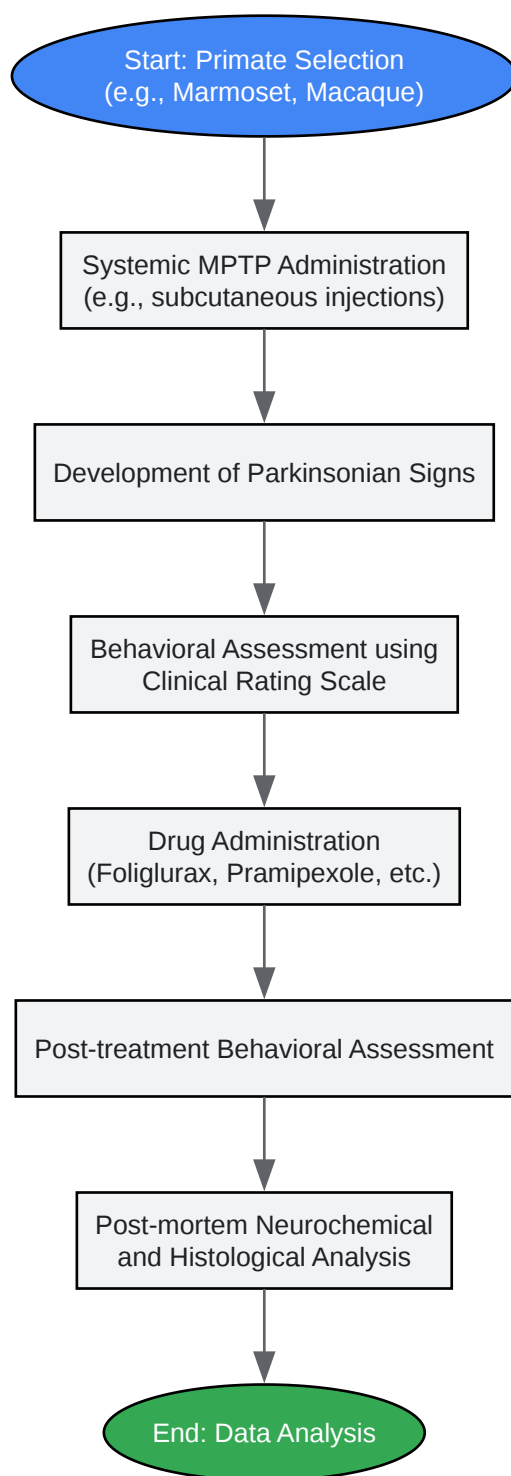 Start: Primate Selection
(e.g., Marmoset, Macaque)
Systemic MPTP Administration
(e.g., subcutaneous injections)
Development of Parkinsonian Signs
Behavioral Assessment using
Clinical Rating Scale
Drug Administration
(Foliglurax, Pramipexole, etc.)
Post-treatment Behavioral Assessment
Post-mortem Neurochemical
and Histological Analysis
End: Data Analysis